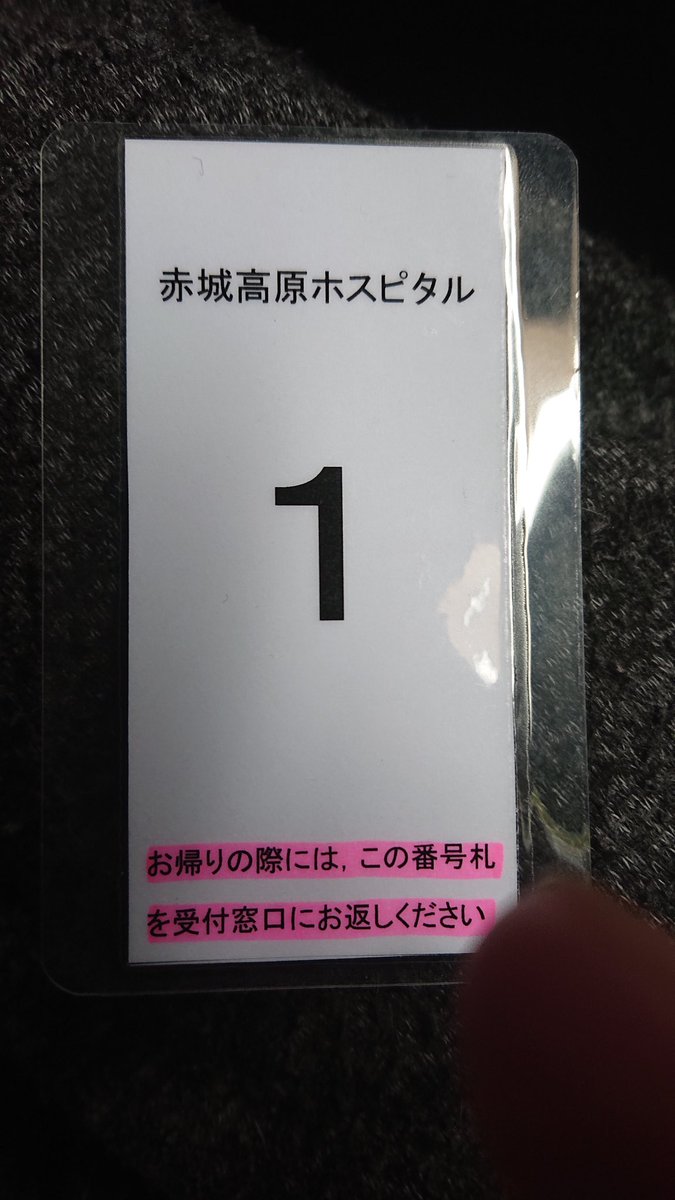 赤城高原ホスピタル
1
お帰りの際には,この番号札
を受付窓口にお返しください